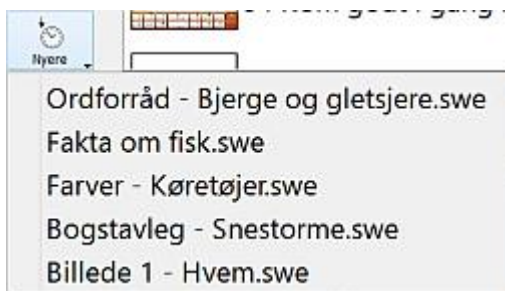 Nyere
Ordforråd - Bjerge og gletsjere.swe
Fakta om fisk.swe
Farver - Køretøjer.swe
Bogstavleg - Snestorme.swe
Billede 1 - Hvem.swe